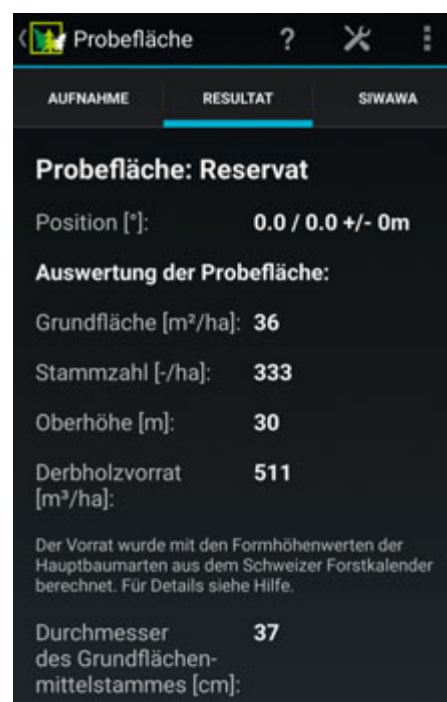 Probefläche ?
AUFNAHME RESULTAT SIWAWA
Probefläche: Reservat
Position [°]: 0.0 / 0.0 +/- 0m
Auswertung der Probefläche:
Grundfläche [m²/ha]: 36
Stammzahl [-/ha]: 333
Oberhöhe [m]: 30
Derbholzvorrat 511
[m³/ha]:
Der Vorrat wurde mit den Formhöhenwerten der
Hauptbaumarten aus dem Schweizer Forstkalender
berechnet. Für Details siehe Hilfe.
Durchmesser 37
des Grundflächen-
mittelstammes [cm]: